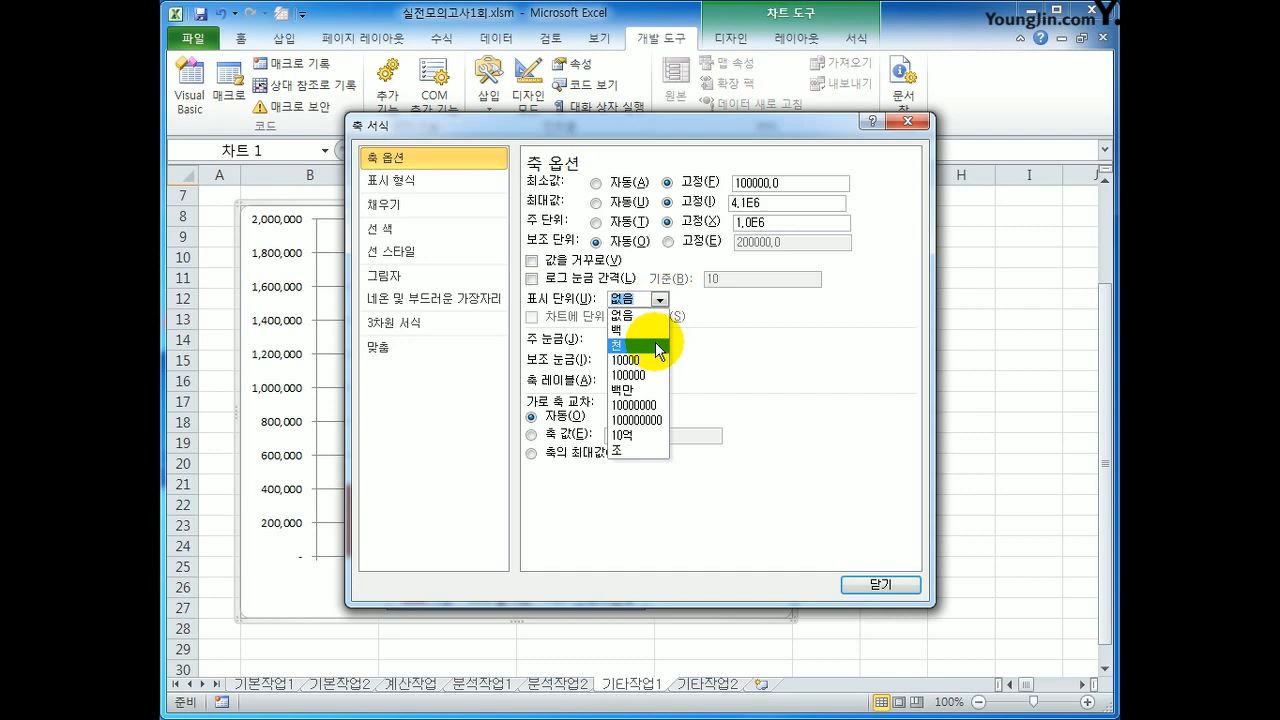 실전모의고사1회.xlsm - Microsoft Excel
차트 도구
YoungJin.com Y.
파일 홈 삽입 페이지 레이아웃 수식 데이터 검토 보기 개발 도구 디자인 레이아웃 서식
Visual Basic
매크로
매크로 기록
상대 참조로 기록
매크로 보안
코드
추가
COM
삽입
디자인
속성
코드 보기
대화 상자 실행
원본
맵 속성
확장 팩
데이터 새로 고침
가져오기
내보내기
문서
차트 1
A B H I
7
8
9
10
11
12
13
14
15
16
17
18
19
20
21
22
23
24
25
26
27
28
29
30
2,000,000
1,800,000
1,600,000
1,400,000
1,200,000
1,000,000
800,000
600,000
400,000
200,000
-
축 서식
축 옵션
표시 형식
채우기
선 색
선 스타일
그림자
네온 및 부드러운 가장자리
3차원 서식
맞춤
축 옵션
최소값: 자동(A) 고정(F) 100000,0
최대값: 자동(U) 고정(I) 4,1E6
주 단위: 자동(T) 고정(X) 1,0E6
보조 단위: 자동(O) 고정(E) 200000,0
값을 거꾸로(V)
로그 눈금 간격(L) 기준(B): 10
표시 단위(U): 없음
차트에 단위 (S)
주 눈금(J):
보조 눈금(I):
축 레이블(A):
가로 축 교차:
자동(O)
축 값(E):
축의 최대값
없음
백
천
10000
100000
백만
10000000
100000000
10억
조
닫기
기본작업1 기본작업2 계산작업 분석작업1 분석작업2 기타작업1 기타작업2
준비 100%